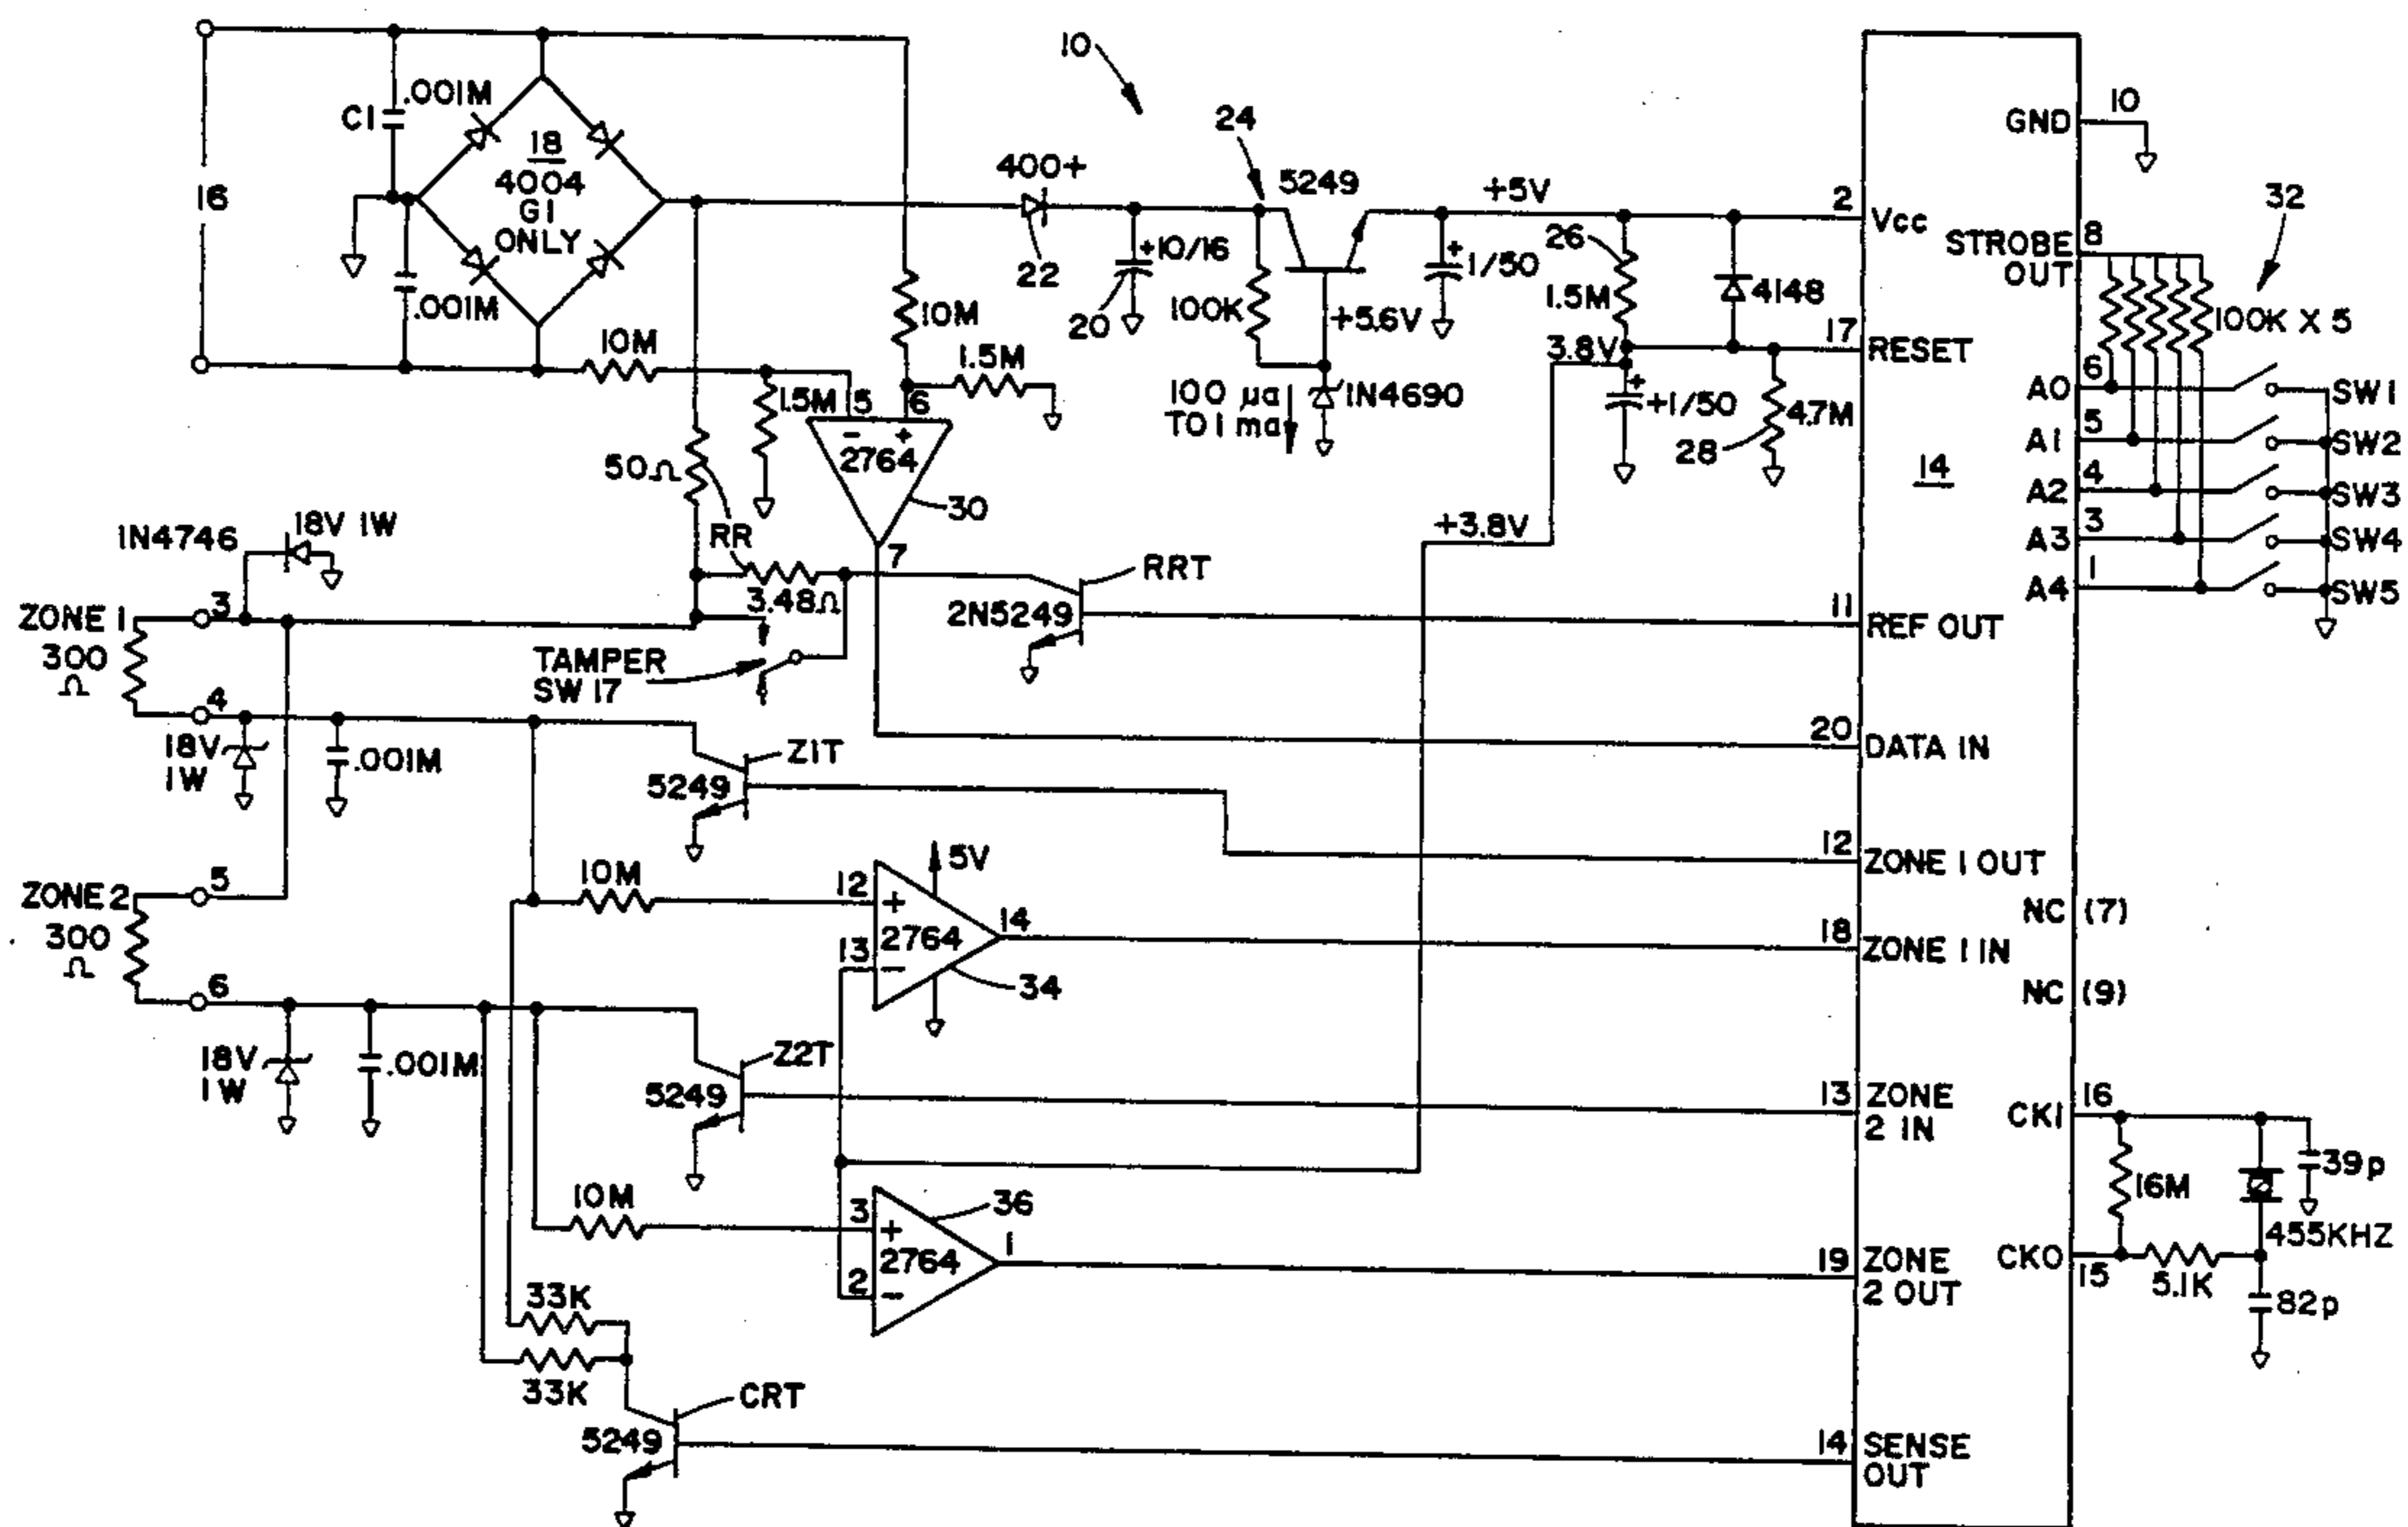 10
.001M
C1
18
4004
G1
ONLY
16
.001M
10M
10M
1.5M
1.5M
5
6
- +
2764
30
7
50Ω
RR
3.48Ω
400+
22
+10/16
20
24
5249
100K
+5.6V
1N4690
100 µa
TO 1 ma
+5V
+1/50
26
1.5M
4148
3.8V
+1/50
4.7M
28
+3.8V
14
2
Vcc
17
RESET
11
REF OUT
20
DATA IN
12
ZONE 1 OUT
18
ZONE 1 IN
13
ZONE
2 IN
19
ZONE
2 OUT
14
SENSE
OUT
GND
10
STROBE
OUT
8
32
100K X 5
A0
6
SW1
A1
5
SW2
A2
4
SW3
A3
3
SW4
A4
1
SW5
NC (7)
NC (9)
CK1
16
16M
39p
455KHZ
CKO
15
5.1K
82p
1N4746
18V 1W
ZONE 1
300
Ω
3
4
TAMPER
SW 17
RRT
2N5249
18V
1W
.001M
Z1T
5249
ZONE 2
300
Ω
5
6
10M
12
+
5V
2764
14
13
-
34
18V
1W
.001M
Z2T
5249
10M
3
+
36
2764
1
2
-
33K
33K
CRT
5249